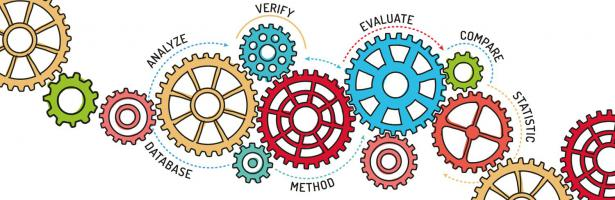 ANALYZE
VERIFY
EVALUATE
COMPARE
DATABASE
METHOD
STATISTIC